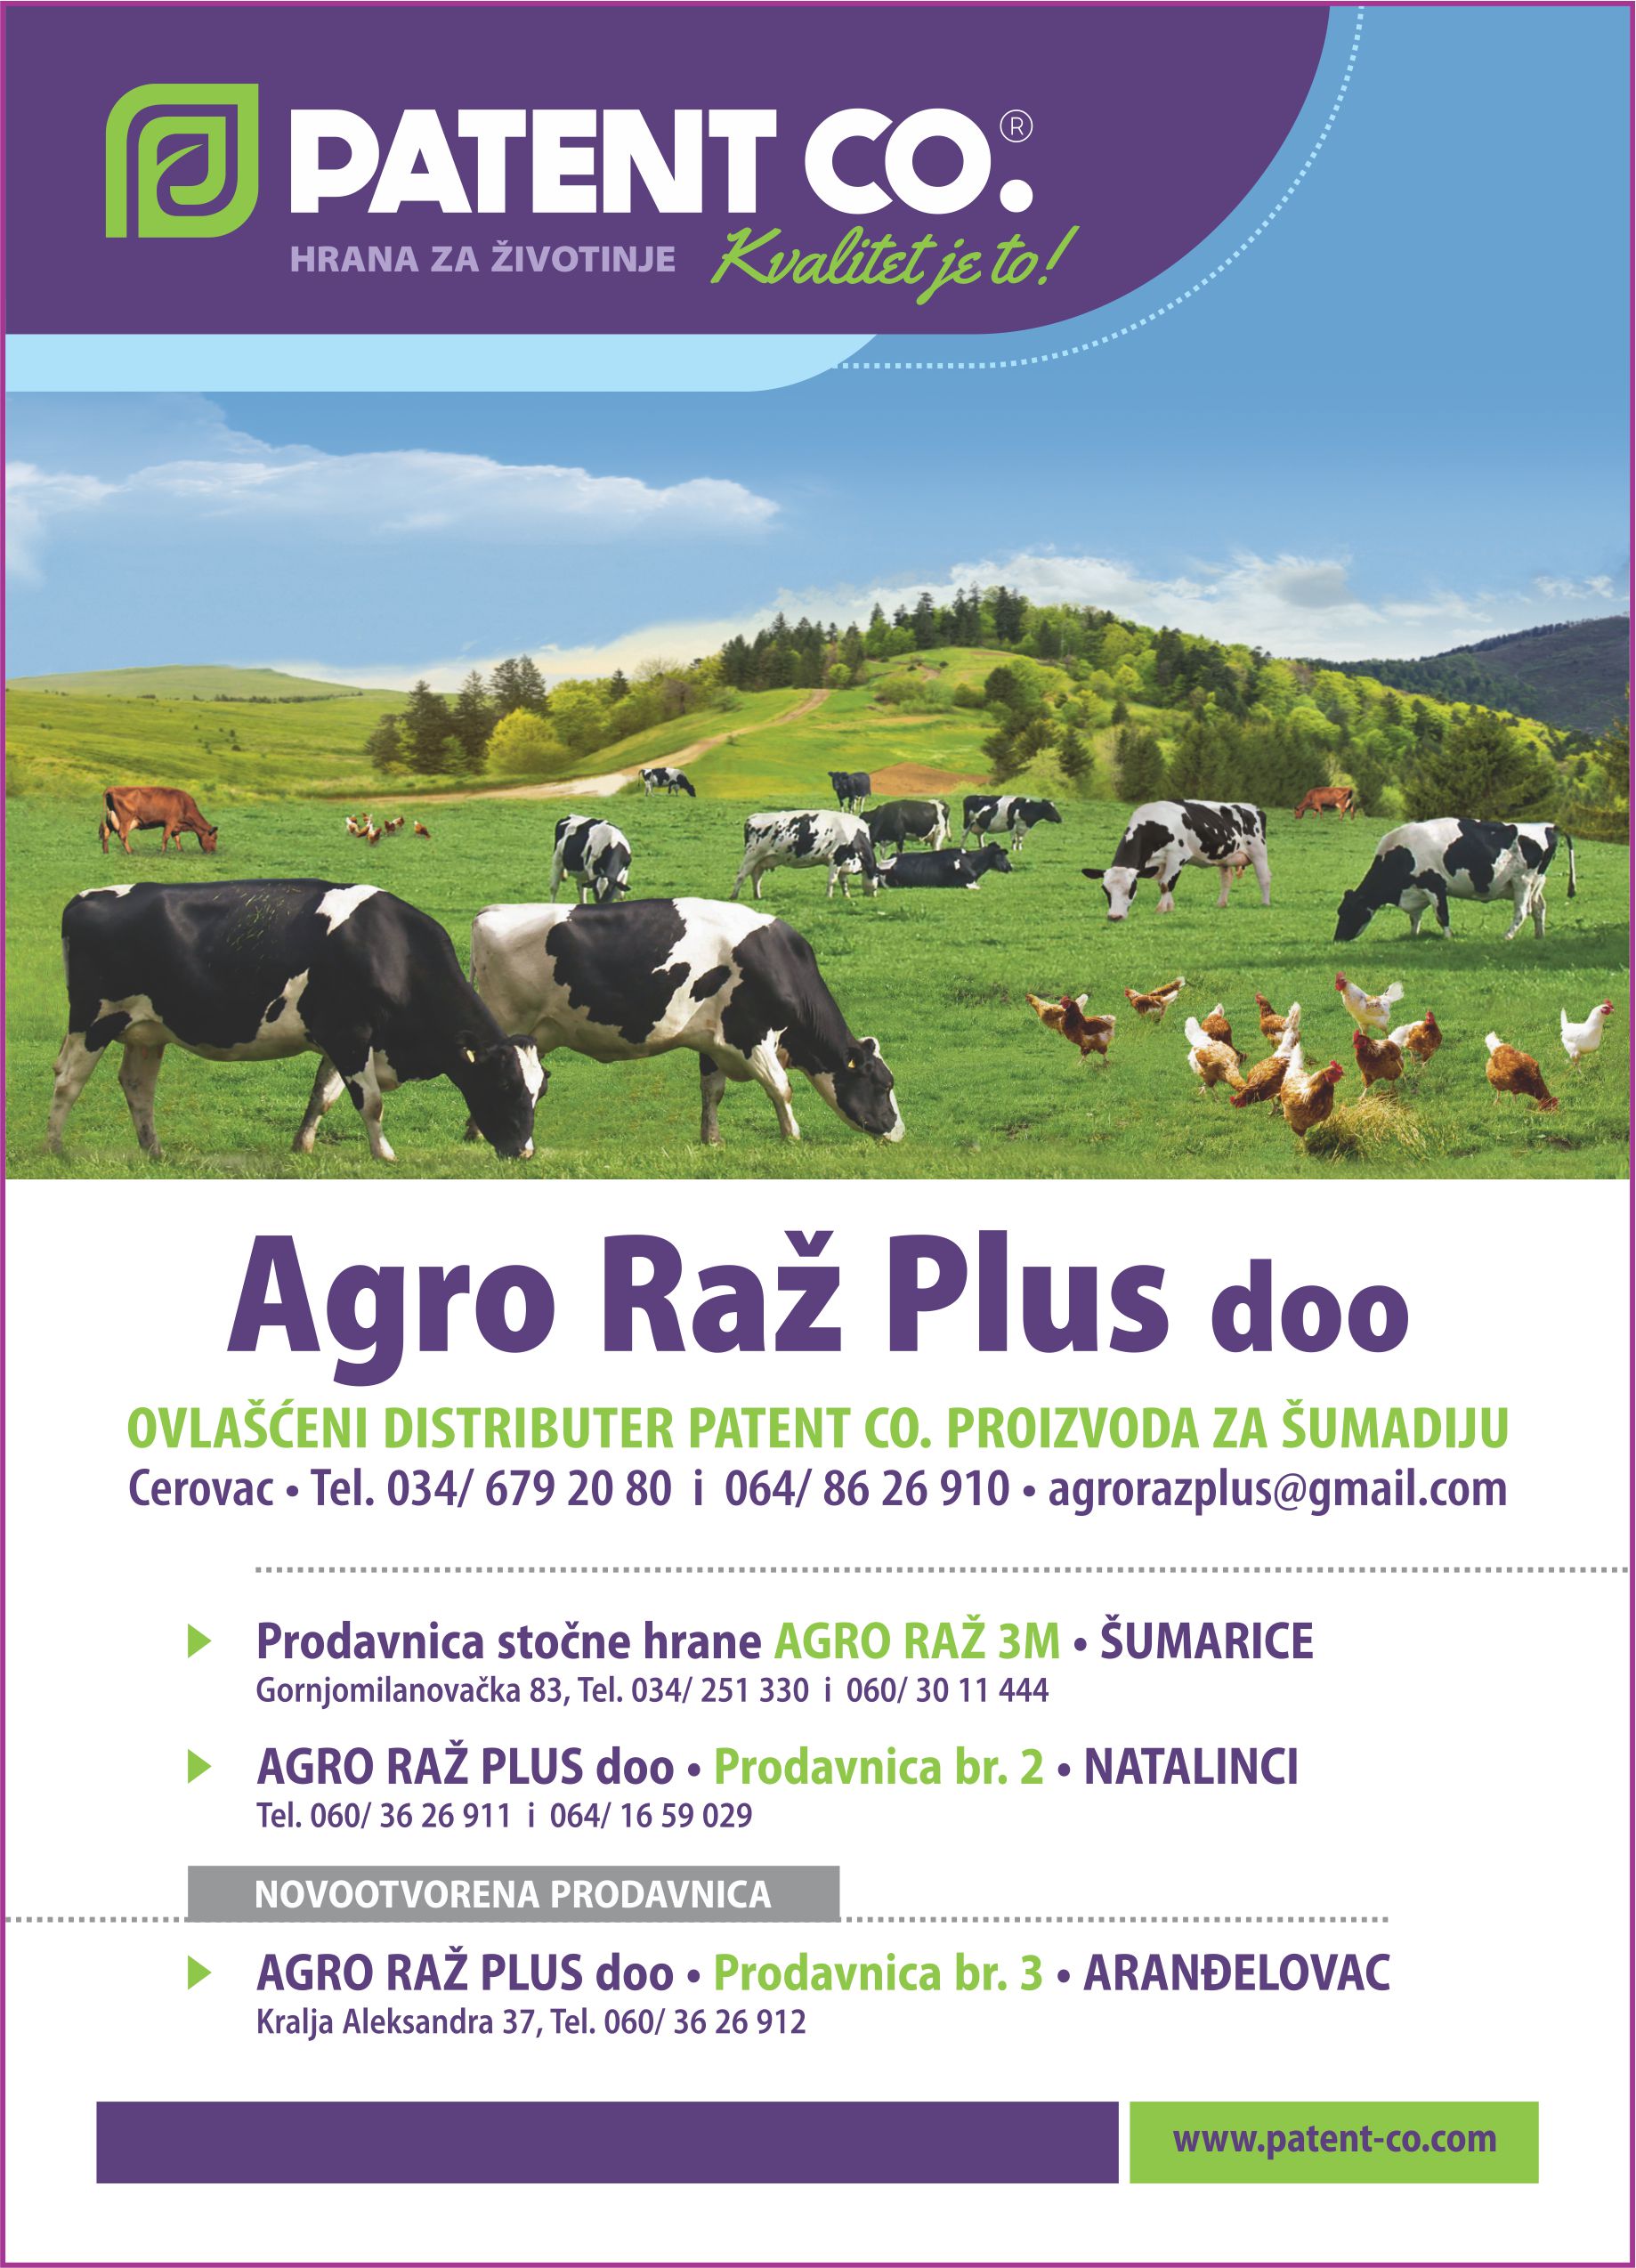 PATENT CO.®
HRANA ZA ŽIVOTINJE Kvalitet je to!
Agro Raž Plus doo
OVLAŠĆENI DISTRIBUTER PATENT CO. PROIZVODA ZA ŠUMADIJU
Cerovac • Tel. 034/ 679 20 80 i 064/ 86 26 910 • agrorazplus@gmail.com
Prodavnica stočne hrane AGRO RAŽ 3M • ŠUMARICE
Gornjomilanovačka 83, Tel. 034/ 251 330 i 060/ 30 11 444
AGRO RAŽ PLUS doo • Prodavnica br. 2 • NATALINCI
Tel. 060/ 36 26 911 i 064/ 16 59 029
NOVOOTVORENA PRODAVNICA
AGRO RAŽ PLUS doo • Prodavnica br. 3 • ARANĐELOVAC
Kralja Aleksandra 37, Tel. 060/ 36 26 912
www.patent-co.com